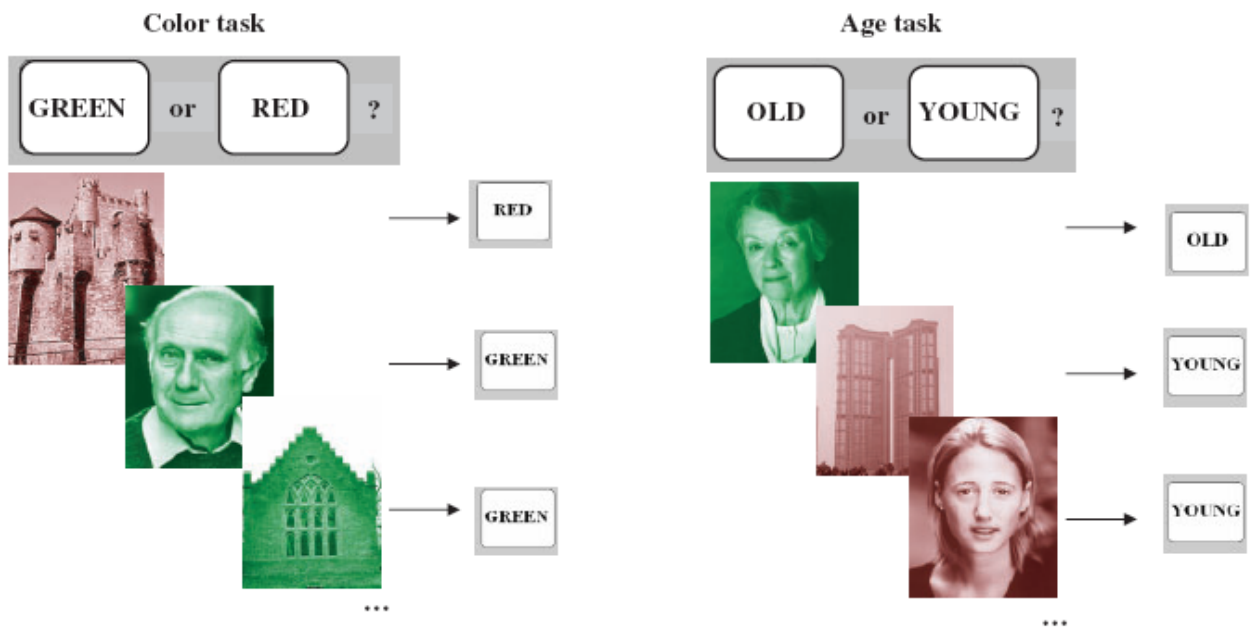 Color task
GREEN or RED ?
RED
GREEN
GREEN
...
Age task
OLD or YOUNG ?
OLD
YOUNG
YOUNG
...